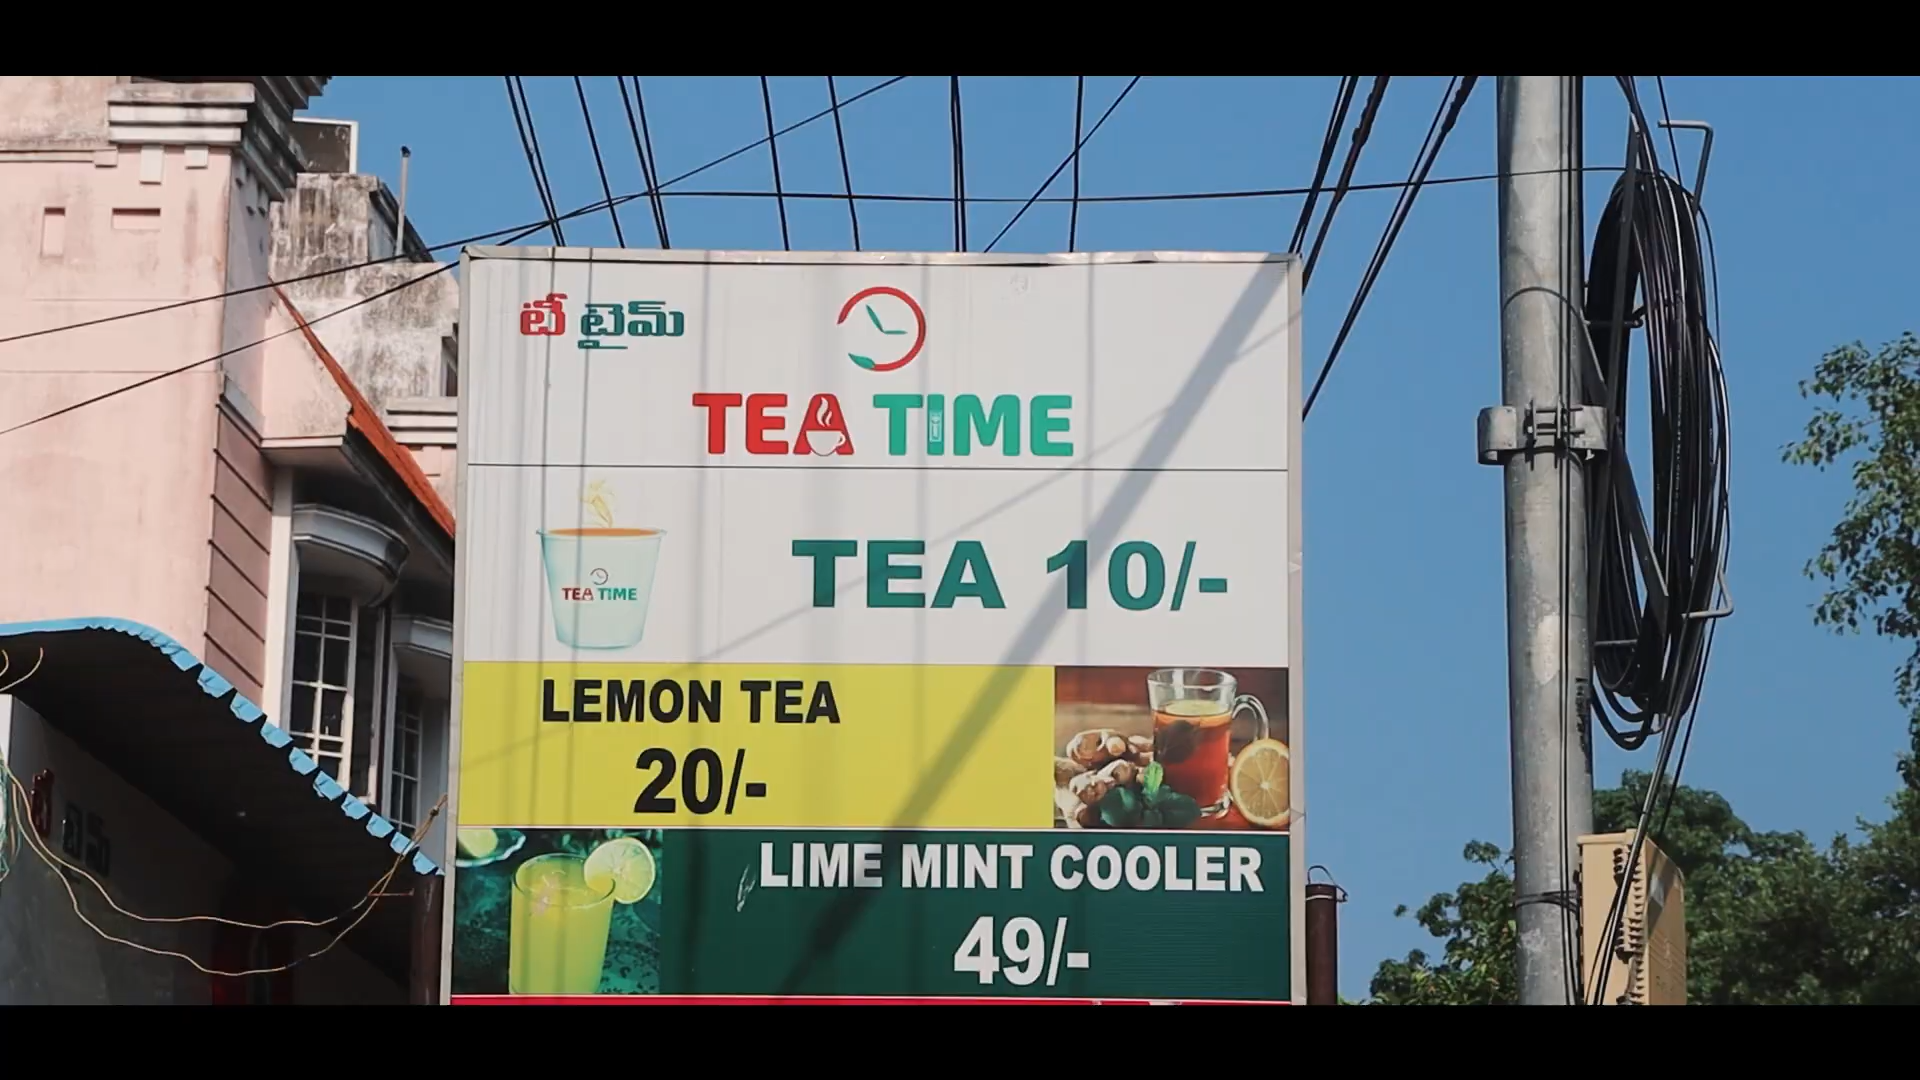 టీ టైమ్
TEA TIME
TEA TIME
TEA 10/-
LEMON TEA
20/-
LIME MINT COOLER
49/-